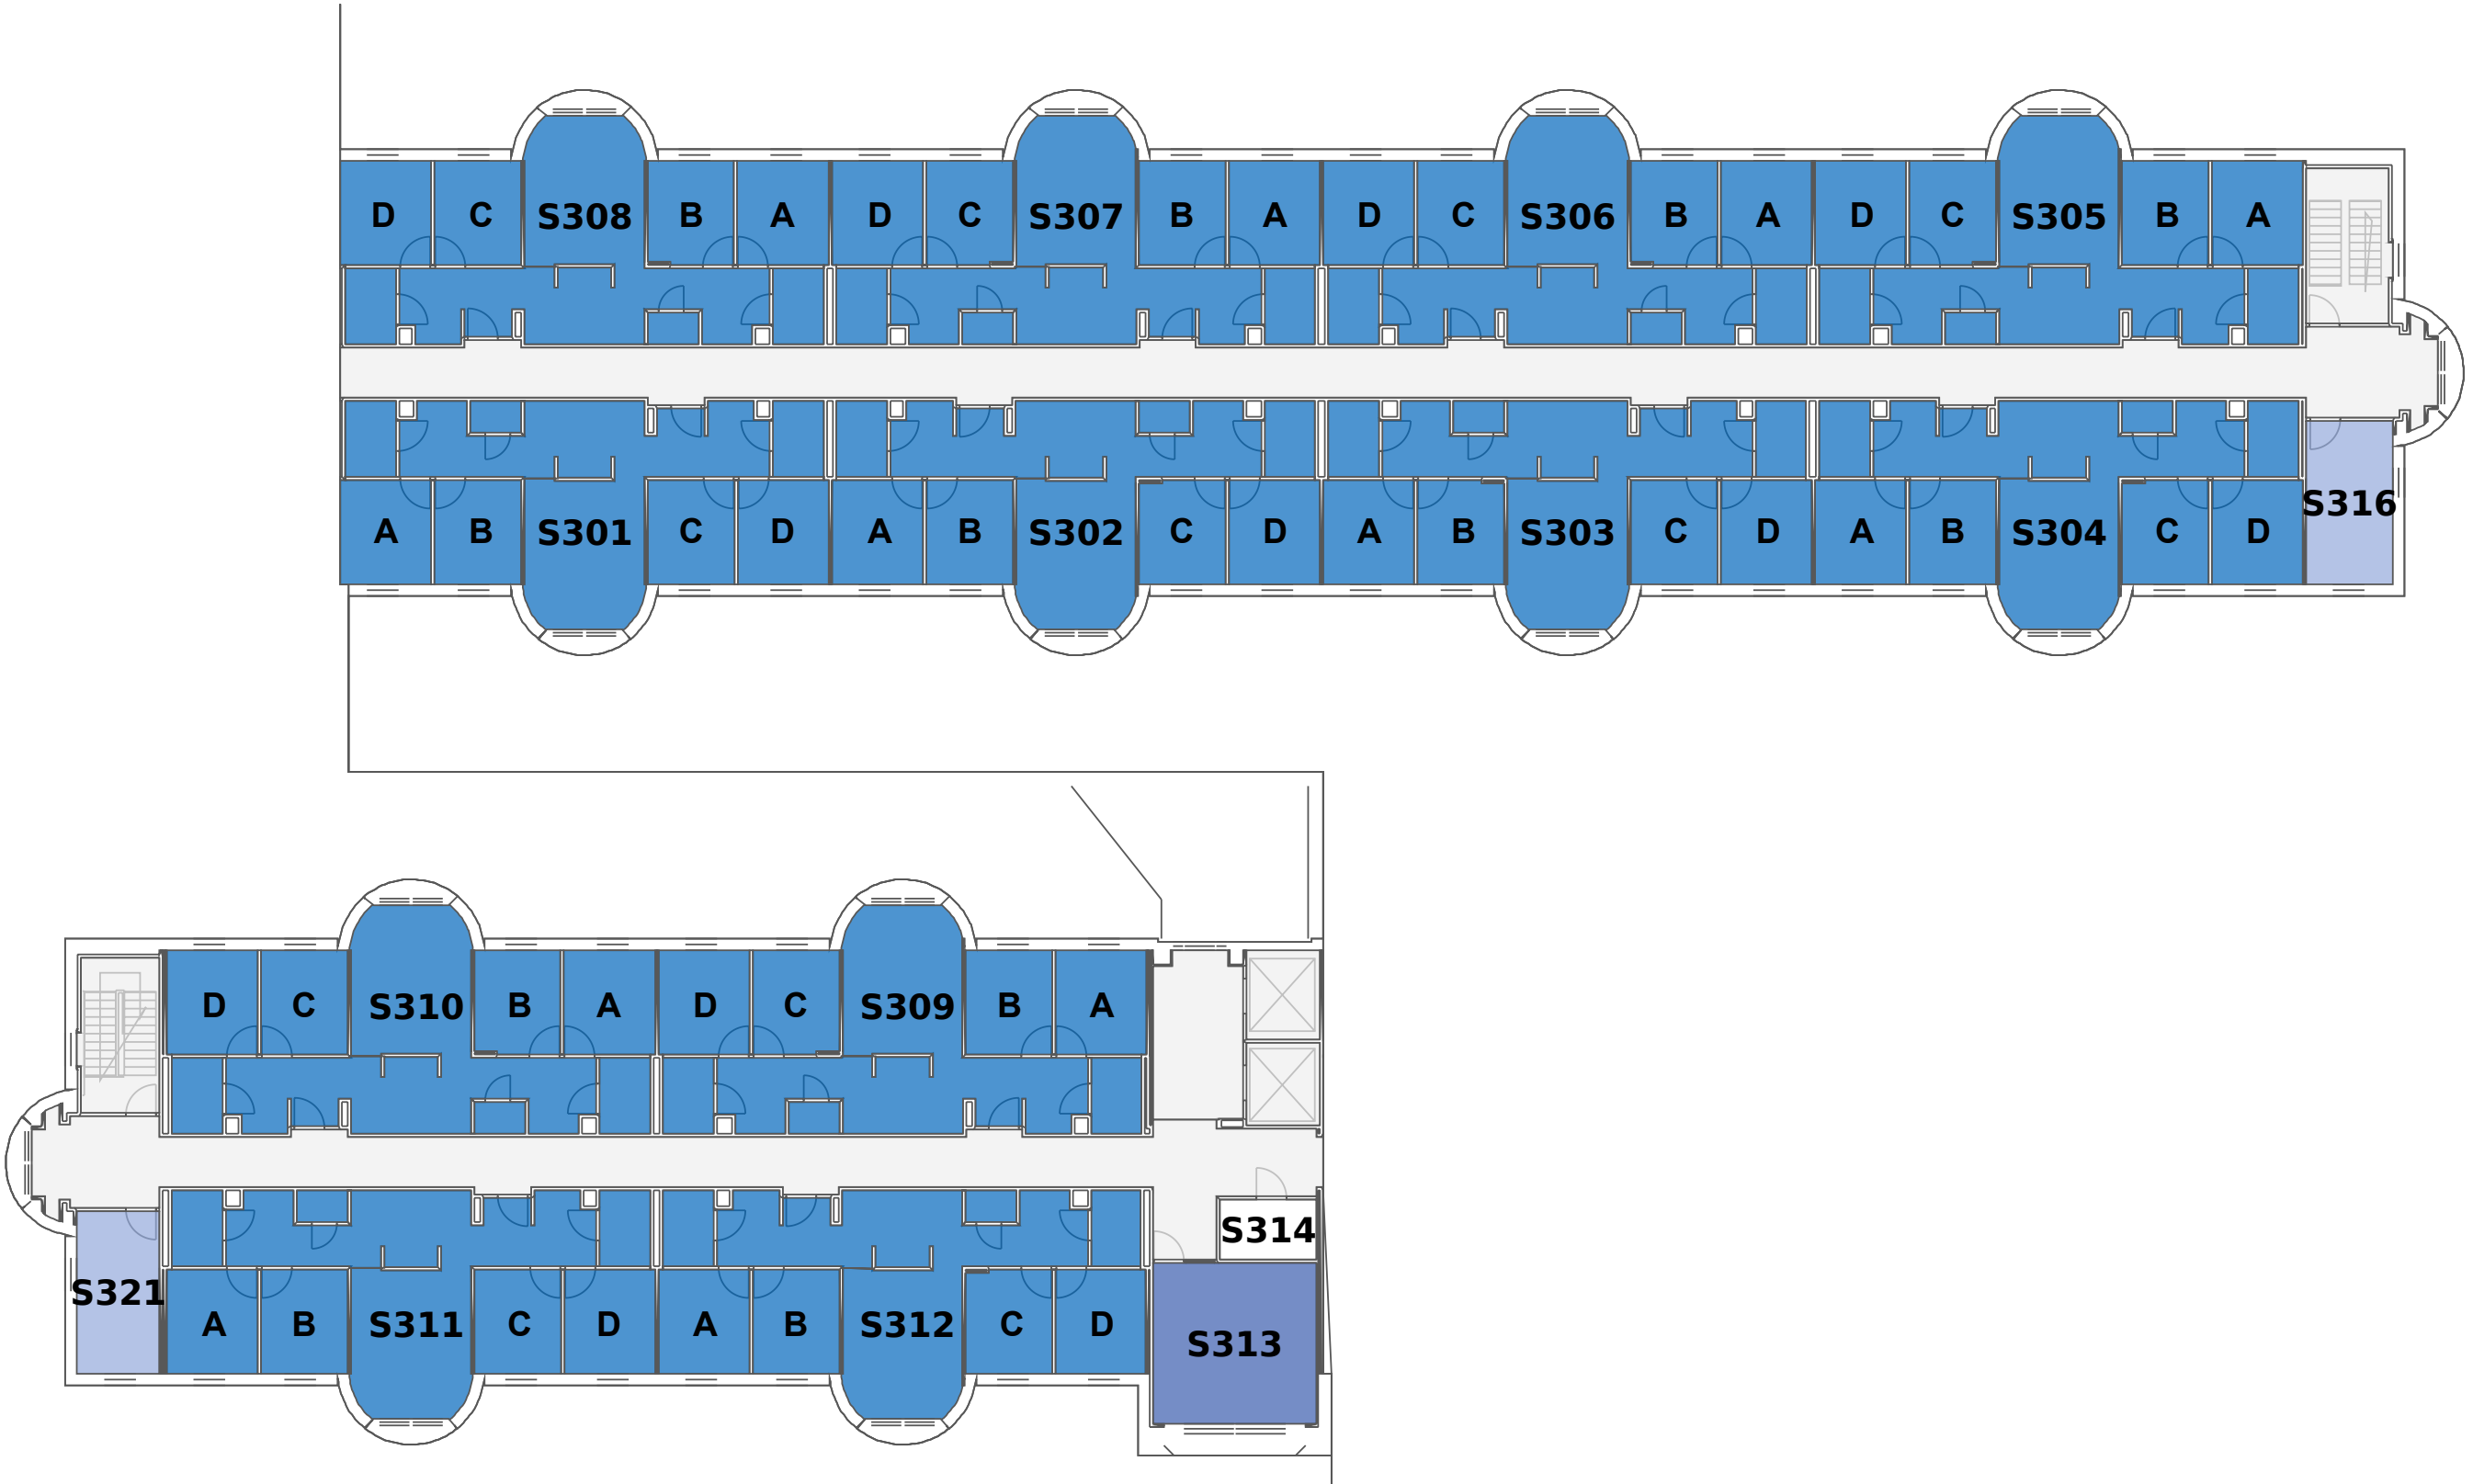 D C S308 B A D C S307 B A D C S306 B A D C S305 B A
S316
A B S301 C D A B S302 C D A B S303 C D A B S304 C D
D C S310 B A D C S309 B A
S314
S321
A B S311 C D A B S312 C D
S313